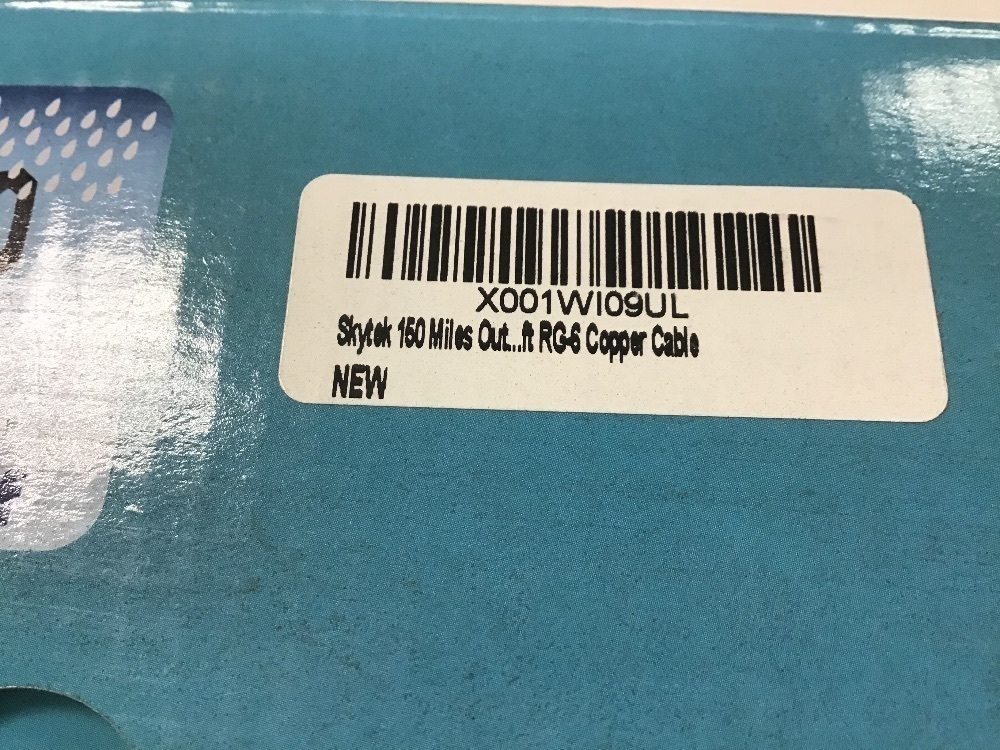 X001WI09UL
Skytek 150 Miles Out...ft RG-6 Copper Cable
NEW